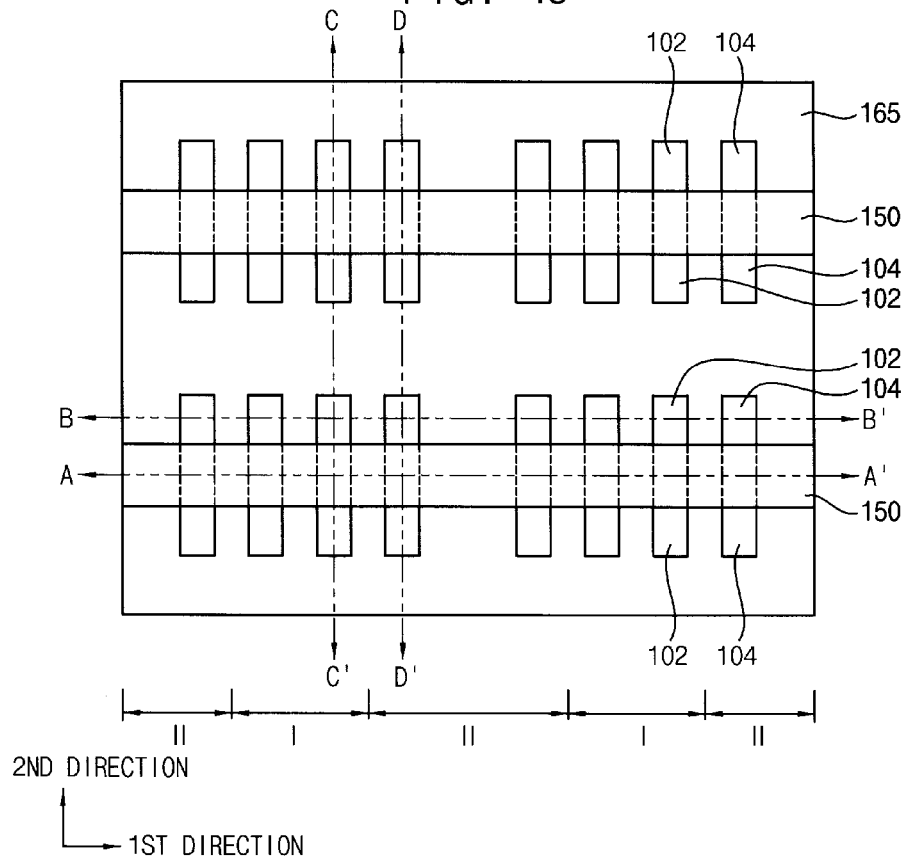 C D
102 104
165
150
104
102
102
104
B B'
A A'
150
C' D' 102 104
II I II I II
2ND DIRECTION
1ST DIRECTION